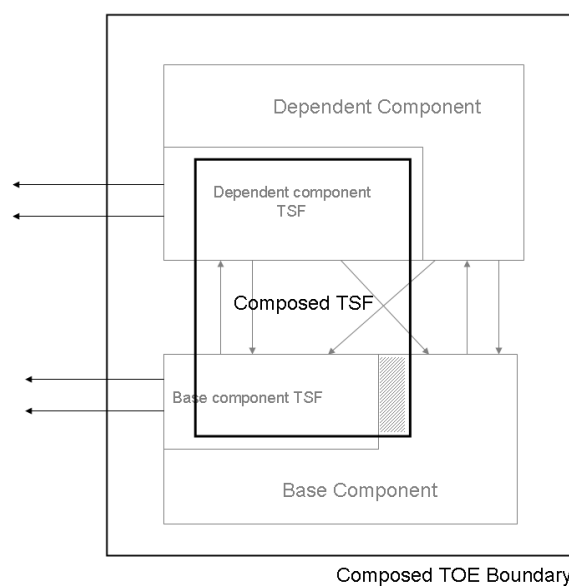 Dependent Component
Dependent component
TSF
Composed TSF
Base component TSF
Base Component
Composed TOE Boundary